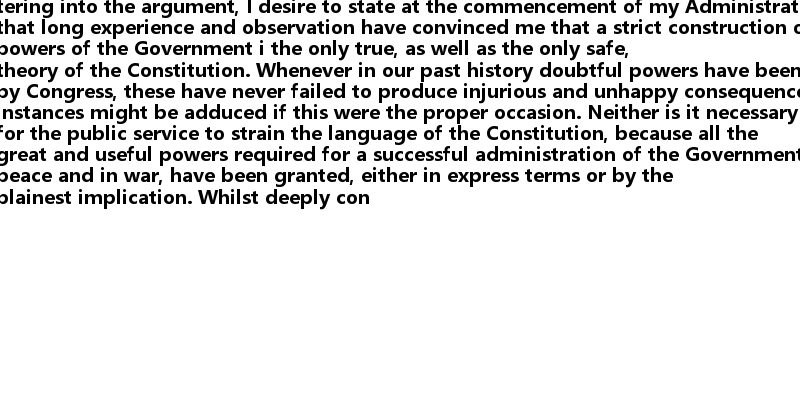 tering into the argument, I desire to state at the commencement of my Administrat
that long experience and observation have convinced me that a strict construction o
powers of the Government i the only true, as well as the only safe,
theory of the Constitution. Whenever in our past history doubtful powers have been
by Congress, these have never failed to produce injurious and unhappy consequence
instances might be adduced if this were the proper occasion. Neither is it necessary
for the public service to strain the language of the Constitution, because all the
great and useful powers required for a successful administration of the Government
peace and in war, have been granted, either in express terms or by the
plainest implication. Whilst deeply con